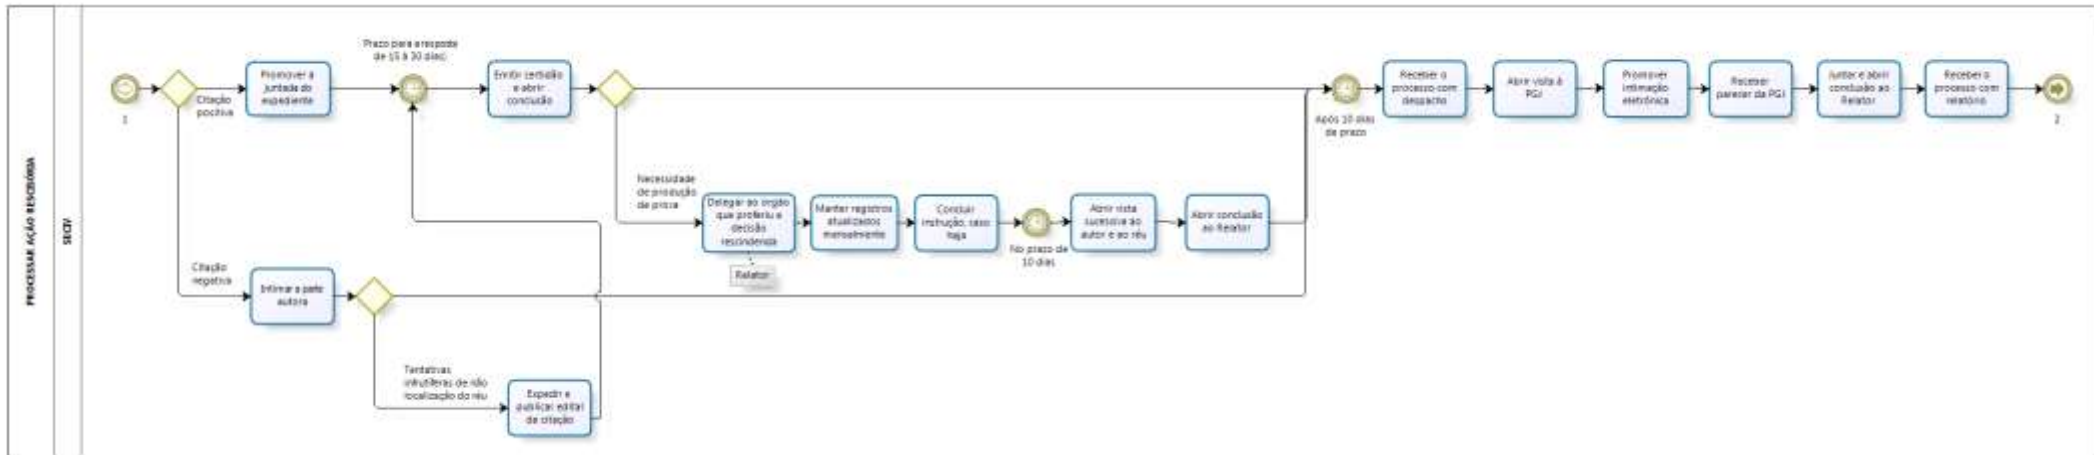 PROCESSAR AÇÃO RESCISÓRIA
SECIV
1
Citação
positiva
Promover a
juntada do
expediente
Prazo para a resposta
de 15 à 30 dias
Emitir certidão
e abrir
conclusão
Após 10 dias
de prazo
Receber o
processo com
despacho
Abrir vista à
PGJ
Promover
intimação
eletrônica
Receber
parecer da PGJ
Juntar e abrir
conclusão ao
Relator
Receber o
processo com
relatório
2
Necessidade
de produção
de prova
Delegar ao órgão
que proferiu a
decisão
rescindenda
Relator
Manter registros
atualizados
mensalmente
Concluir
instrução, caso
haja
No prazo de
10 dias
Abrir vista
sucessiva ao
autor e ao réu
Abrir conclusão
ao Relator
Citação
negativa
Intimar a parte
autora
Tentativas
infrutíferas de não
localização do réu
Expedir e
publicar edital
de citação